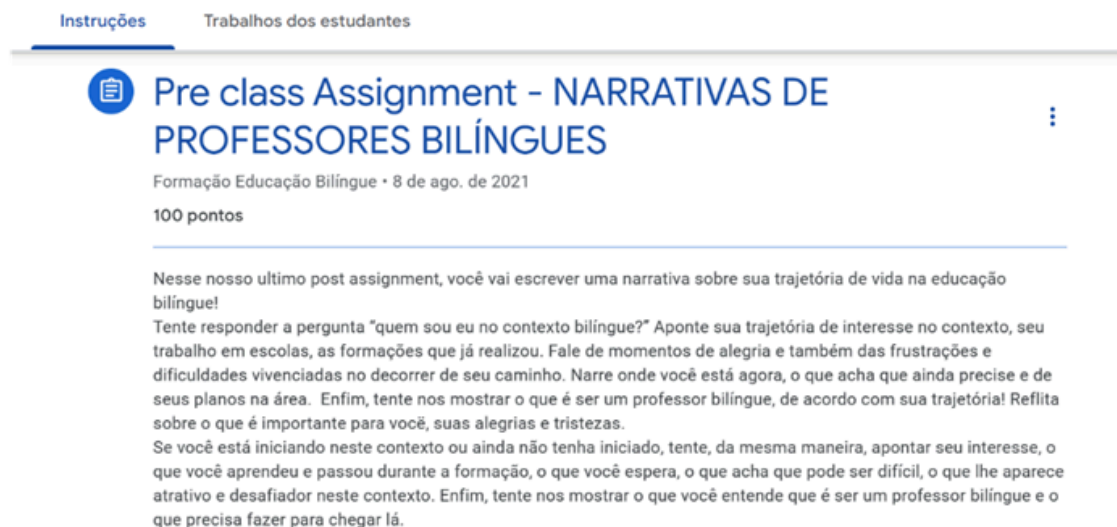 Instruções Trabalhos dos estudantes
Pre class Assignment - NARRATIVAS DE
PROFESSORES BILÍNGUES
Formação Educação Bilíngue • 8 de ago. de 2021
100 pontos
Nesse nosso ultimo post assignment, você vai escrever uma narrativa sobre sua trajetória de vida na educação
bilíngue!
Tente responder a pergunta "quem sou eu no contexto bilíngue?" Aponte sua trajetória de interesse no contexto, seu
trabalho em escolas, as formações que já realizou. Fale de momentos de alegria e também das frustrações e
dificuldades vivenciadas no decorrer de seu caminho. Narre onde você está agora, o que acha que ainda precise e de
seus planos na área. Enfim, tente nos mostrar o que é ser um professor bilíngue, de acordo com sua trajetória! Reflita
sobre o que é importante para vocë, suas alegrias e tristezas.
Se você está iniciando neste contexto ou ainda não tenha iniciado, tente, da mesma maneira, apontar seu interesse, o
que você aprendeu e passou durante a formação, o que você espera, o que acha que pode ser difícil, o que lhe aparece
atrativo e desafiador neste contexto. Enfim, tente nos mostrar o que você entende que é ser um professor bilíngue e o
que precisa fazer para chegar lá.